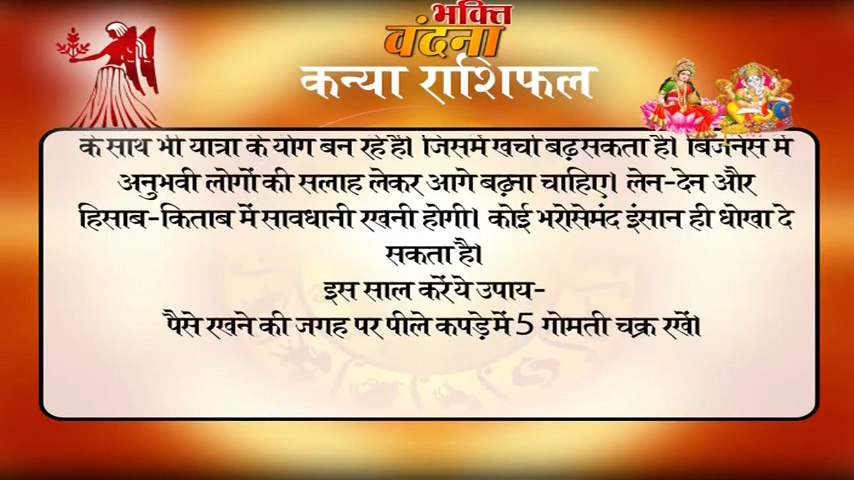 भक्ति
वंदना
कन्या राशिफल
के साथ भी यात्रा के योग बन रहे हैं। जिसमें खर्चा बढ़ सकता है। बिजनेस में
अनुभवी लोगों की सलाह लेकर आगे बढ़ना चाहिए। लेन-देन और
हिसाब-किताब में सावधानी रखनी होगी। कोई भरोसेमंद इंसान ही धोखा दे
सकता है।
इस साल करें ये उपाय-
पैसे रखने की जगह पर पीले कपड़े में 5 गोमती चक्र रखें।